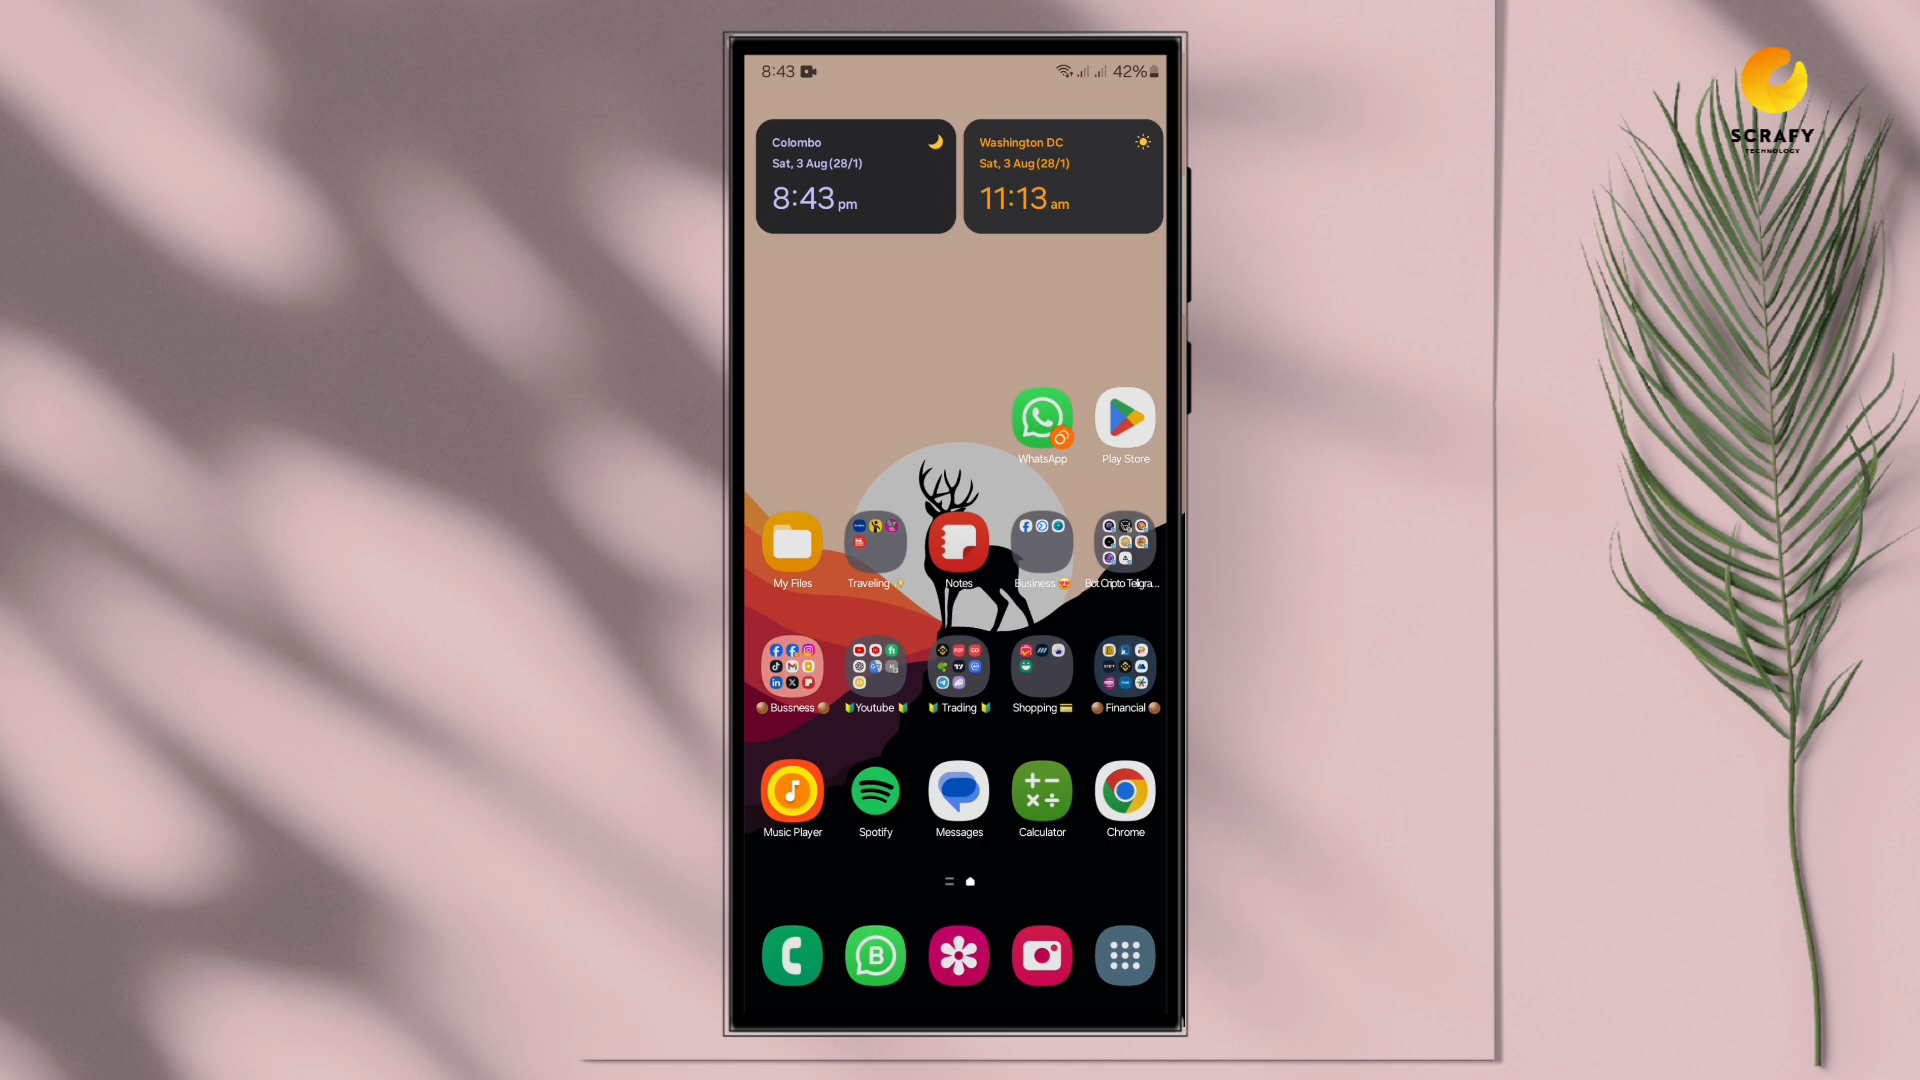 8:43
42%
Colombo
Sat, 3 Aug (28/1)
8:43 pm
Washington DC
Sat, 3 Aug (28/1)
11:13 am
SCRAFY
TECHNOLOGY
WhatsApp
Play Store
My Files
Traveling ✨
Notes
Business 😍
Bot Cripto Telgra...
Bussness
🔰Youtube 🔰
🔰 Trading 🔰
Shopping 💳
Financial
Music Player
Spotify
Messages
Calculator
Chrome
B